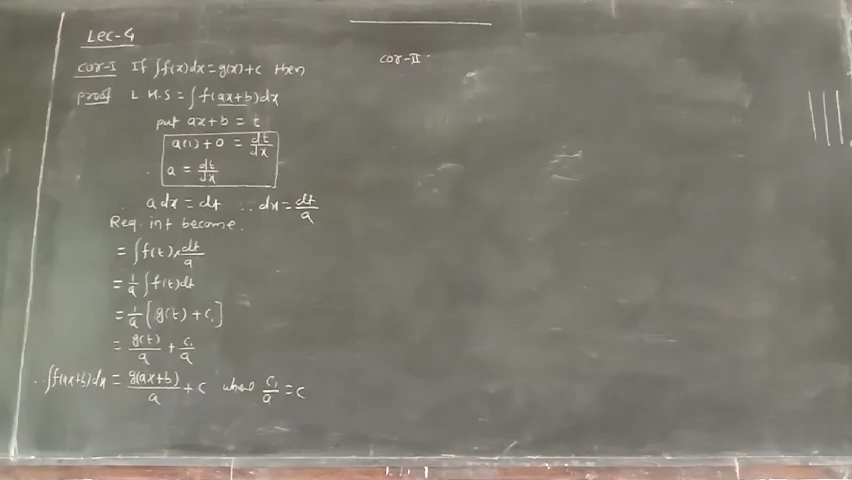 Lec-4
cor-I If ∫f(x)dx = g(x)+c then
proof L.H.S = ∫f(ax+b)dx
put ax+b = t
a(1)+0 = dt/dx
a = dt/dx
adx = dt ∴ dx = dt/a
Req. int become.
= ∫f(t) x dt/a
= 1/a ∫f(t)dt
= 1/a [g(t) + c₁]
= g(t)/a + c₁/a
∴ ∫f(ax+b)dx = g(ax+b)/a + c where c₁/a = c
cor-II